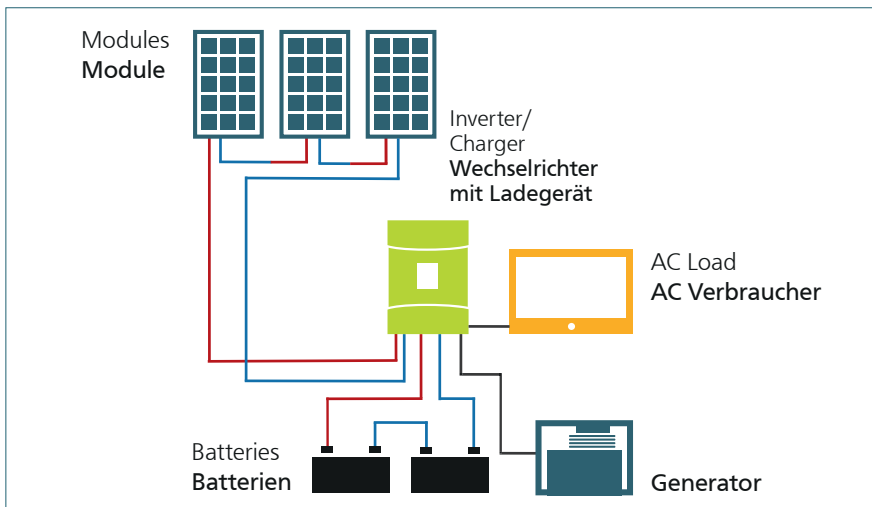 Modules
Module
Inverter/
Charger
Wechselrichter
mit Ladegerät
AC Load
AC Verbraucher
Batteries
Batterien
Generator